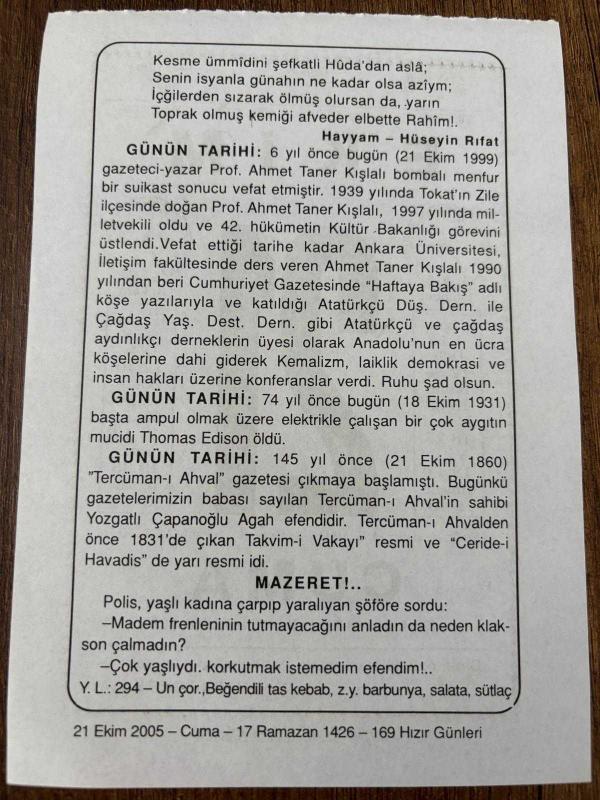 Kesme ümmîdini şefkatli Hûda'dan aslâ;
Senin isyanla günahın ne kadar olsa azîym;
İçğilerden sızarak ölmüş olursan da, yarın
Toprak olmuş kemiği afveder elbette Rahîm!.
Hayyam – Hüseyin Rıfat
GÜNÜN TARİHİ: 6 yıl önce bugün (21 Ekim 1999)
gazeteci-yazar Prof. Ahmet Taner Kışlalı bombalı menfur
bir suikast sonucu vefat etmiştir. 1939 yılında Tokat'ın Zile
ilçesinde doğan Prof. Ahmet Taner Kışlalı, 1997 yılında mil-
letvekili oldu ve 42. hükümetin Kültür Bakanlığı görevini
üstlendi.Vefat ettiği tarihe kadar Ankara Üniversitesi,
İletişim fakültesinde ders veren Ahmet Taner Kışlalı 1990
yılından beri Cumhuriyet Gazetesinde "Haftaya Bakış" adlı
köşe yazılarıyla ve katıldığı Atatürkçü Düş. Dern. ile
Çağdaş Yaş. Dest. Dern. gibi Atatürkçü ve çağdaş
aydınlıkçı derneklerin üyesi olarak Anadolu'nun en ücra
köşelerine dahi giderek Kemalizm, laiklik demokrasi ve
insan hakları üzerine konferanslar verdi. Ruhu şad olsun.
GÜNÜN TARİHİ: 74 yıl önce bugün (18 Ekim 1931)
başta ampul olmak üzere elektrikle çalışan bir çok aygıtın
mucidi Thomas Edison öldü.
GÜNÜN TARİHİ: 145 yıl önce (21 Ekim 1860)
"Tercüman-ı Ahval" gazetesi çıkmaya başlamıştı. Bugünkü
gazetelerimizin babası sayılan Tercüman-ı Ahval'in sahibi
Yozgatlı Çapanoğlu Agah efendidir. Tercüman-ı Ahvalden
önce 1831'de çıkan Takvim-i Vakayı" resmi ve "Ceride-i
Havadis" de yarı resmi idi.
MAZERET!..
Polis, yaşlı kadına çarpıp yaralıyan şoföre sordu:
–Madem frenleninin tutmayacağını anladın da neden klak-
son çalmadın?
–Çok yaşlıydı. korkutmak istemedim efendim!..
Y. L.: 294 – Un çor.,Beğendili tas kebab, z.y. barbunya, salata, sütlaç
21 Ekim 2005 – Cuma – 17 Ramazan 1426 – 169 Hızır Günleri